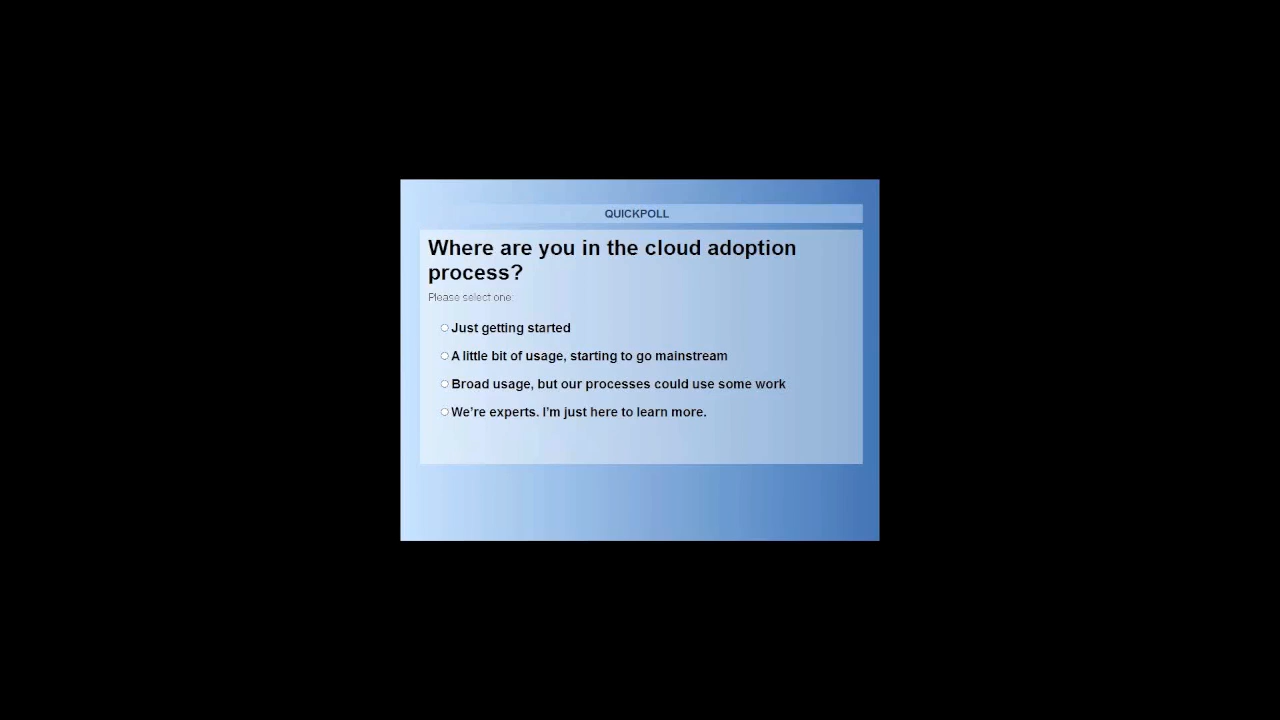 QUICKPOLL
Where are you in the cloud adoption
process?
Please select one:
Just getting started
A little bit of usage, starting to go mainstream
Broad usage, but our processes could use some work
We’re experts. I’m just here to learn more.